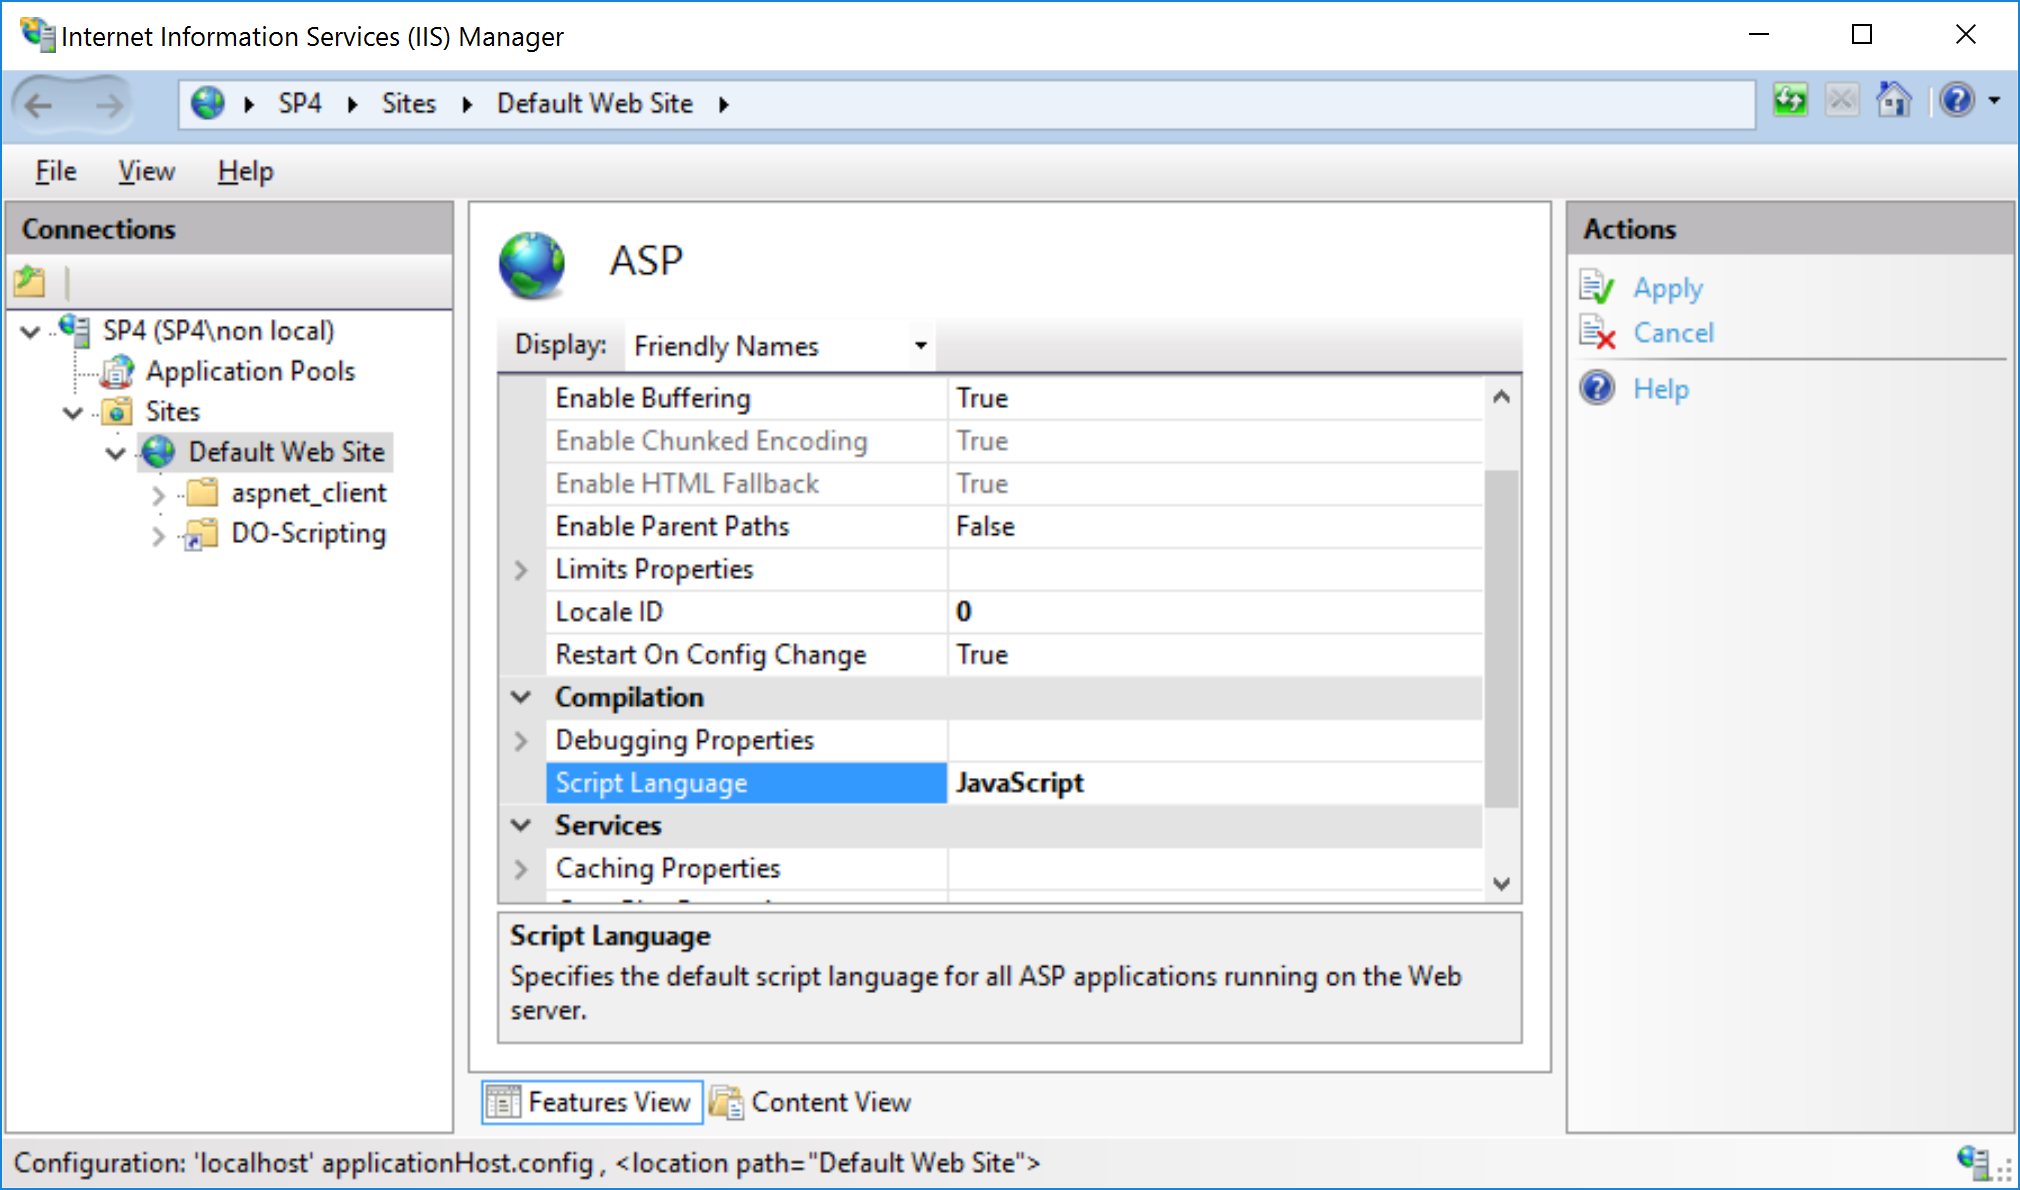 Internet Information Services (IIS) Manager
SP4 Sites Default Web Site
File View Help
Connections
SP4 (SP4\non local)
Application Pools
Sites
Default Web Site
aspnet_client
DO-Scripting
ASP
Display: Friendly Names
Enable Buffering True
Enable Chunked Encoding True
Enable HTML Fallback True
Enable Parent Paths False
Limits Properties
Locale ID 0
Restart On Config Change True
Compilation
Debugging Properties
Script Language JavaScript
Services
Caching Properties
Script Language
Specifies the default script language for all ASP applications running on the Web
server.
Features View Content View
Actions
Apply
Cancel
Help
Configuration: 'localhost' applicationHost.config , <location path="Default Web Site">